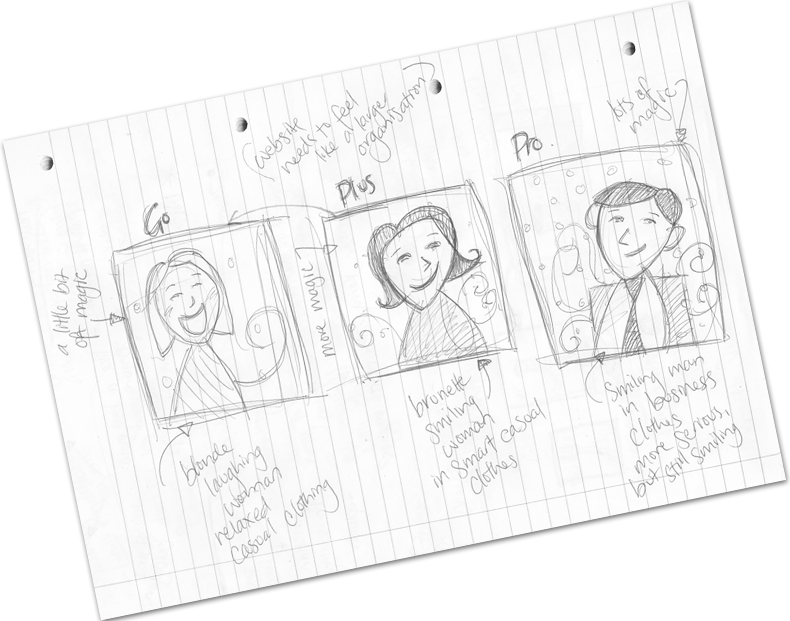 website
needs to feel
like a large
organisation
Go
Plus
Pro.
a little bit
of magic
more magic
lots of
magic
blonde
laughing
woman
relaxed
casual clothing
brunette
smiling
woman
in smart casual
clothes
Smiling man
in business
clothes
more serious,
but still smiling